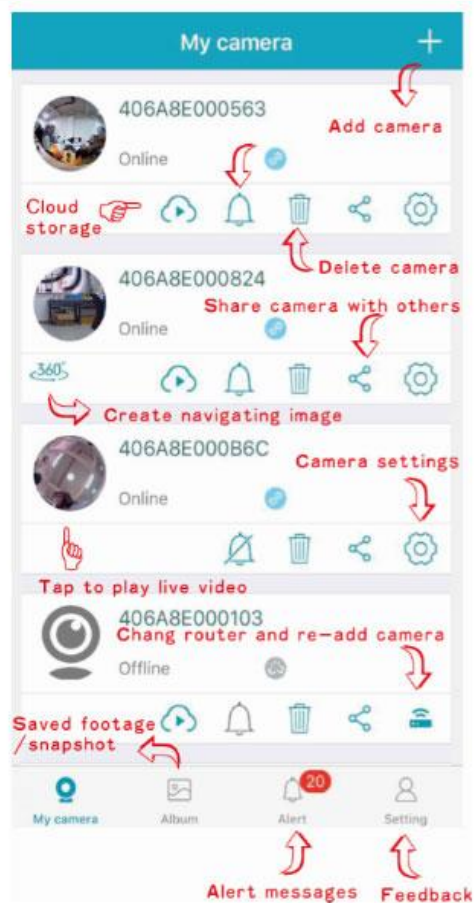 My camera
+
406A8E000563
Add camera
Online
Cloud
storage
Delete camera
406A8E000824
Share camera with others
Online
360°
Create navigating image
406A8E000B6C
Camera settings
Online
Tap to play live video
406A8E000103
Chang router and re-add camera
Offline
Saved footage
/snapshot
20
My camera
Album
Alert
Setting
Alert messages
Feedback